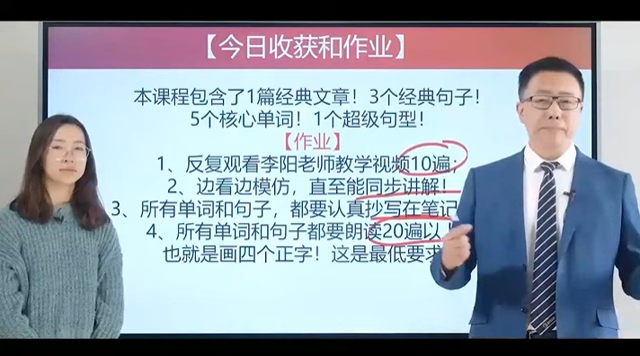 【今日收获和作业】
本课程包含了1篇经典文章！3个经典句子！
5个核心单词！1个超级句型！
【作业】
1、反复观看李阳老师教学视频10遍；
2、边看边模仿，直至能同步讲解！
3、所有单词和句子，都要认真抄写在笔记
4、所有单词和句子都要朗读20遍以
也就是画四个正字！这是最低要求